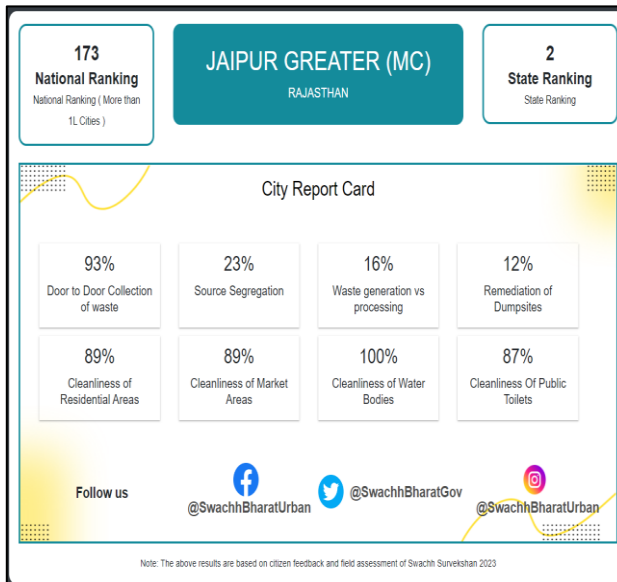 173
National Ranking
National Ranking ( More than
1L Cities )
JAIPUR GREATER (MC)
RAJASTHAN
2
State Ranking
State Ranking
City Report Card
93%
Door to Door Collection
of waste
23%
Source Segregation
16%
Waste generation vs
processing
12%
Remediation of
Dumpsites
89%
Cleanliness of
Residential Areas
89%
Cleanliness of Market
Areas
100%
Cleanliness of Water
Bodies
87%
Cleanliness Of Public
Toilets
Follow us
@SwachhBharatUrban
@SwachhBharatGov
@SwachhBharatUrban
Note: The above results are based on citizen feedback and field assessment of Swachh Survekshan 2023